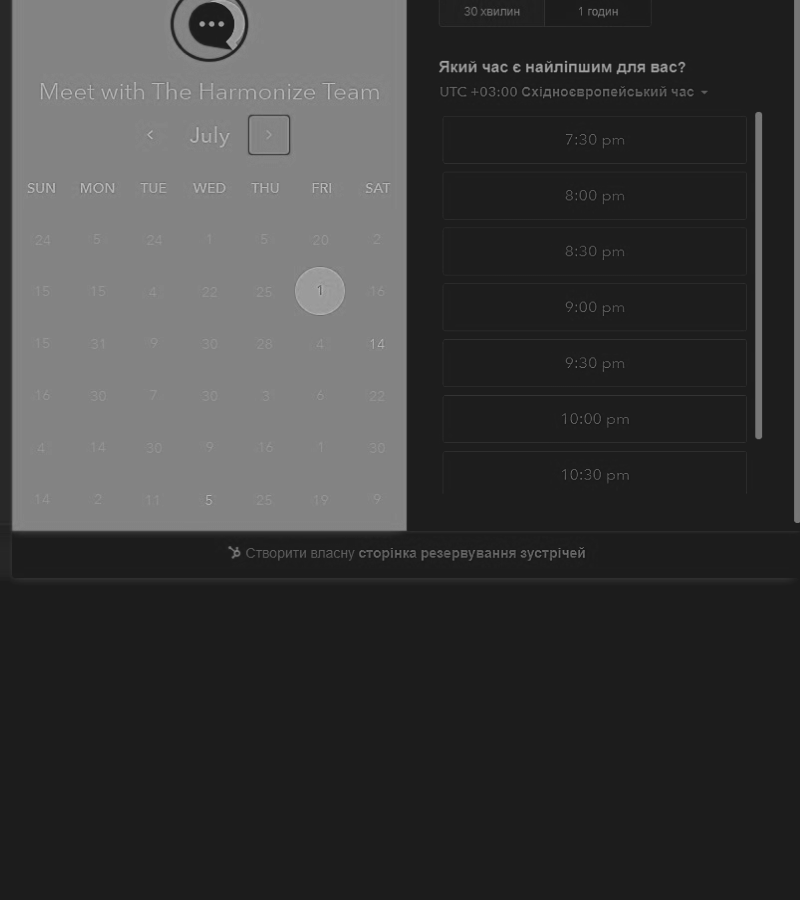 Meet with The Harmonize Team
July
SUN MON TUE WED THU FRI SAT
24 5 24 1 5 20 2
15 15 4 22 25 1 16
15 31 9 30 28 4 14
16 30 7 30 3 6 22
4 14 30 9 16 1 30
14 2 11 5 25 19 9
30 хвилин 1 годин
Який час є найліпшим для вас?
UTC +03:00 Східноєвропейський час
7:30 pm
8:00 pm
8:30 pm
9:00 pm
9:30 pm
10:00 pm
10:30 pm
Створити власну сторінка резервування зустрічей